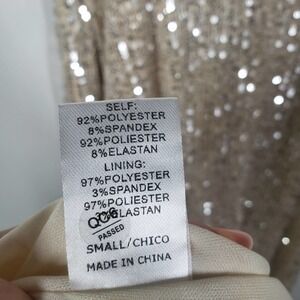 SELF:
92%POLYESTER
8%SPANDEX
92%POLIESTER
8%ELASTAN
LINING:
97%POLYESTER
3%SPANDEX
97%POLIESTER
3%ELASTAN
PASSED
SMALL/CHICO
MADE IN CHINA